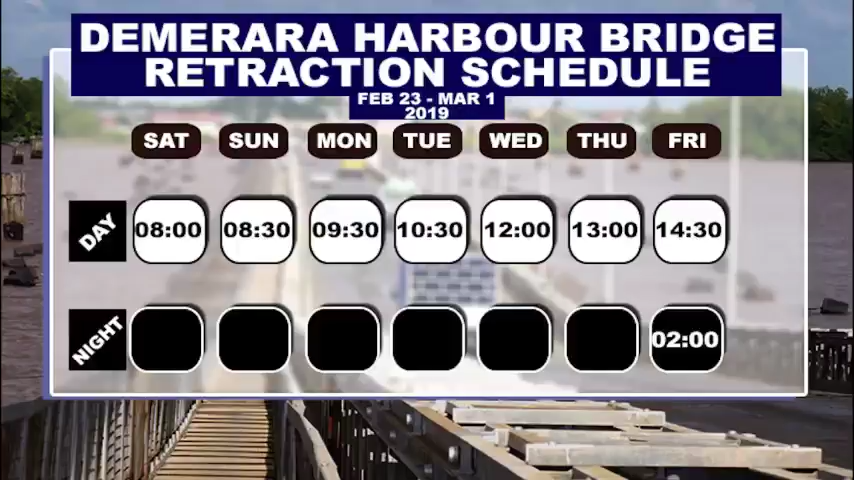 DEMERARA HARBOUR BRIDGE
RETRACTION SCHEDULE
FEB 23 - MAR 1
2019
SAT SUN MON TUE WED THU FRI
DAY 08:00 08:30 09:30 10:30 12:00 13:00 14:30
NIGHT 02:00